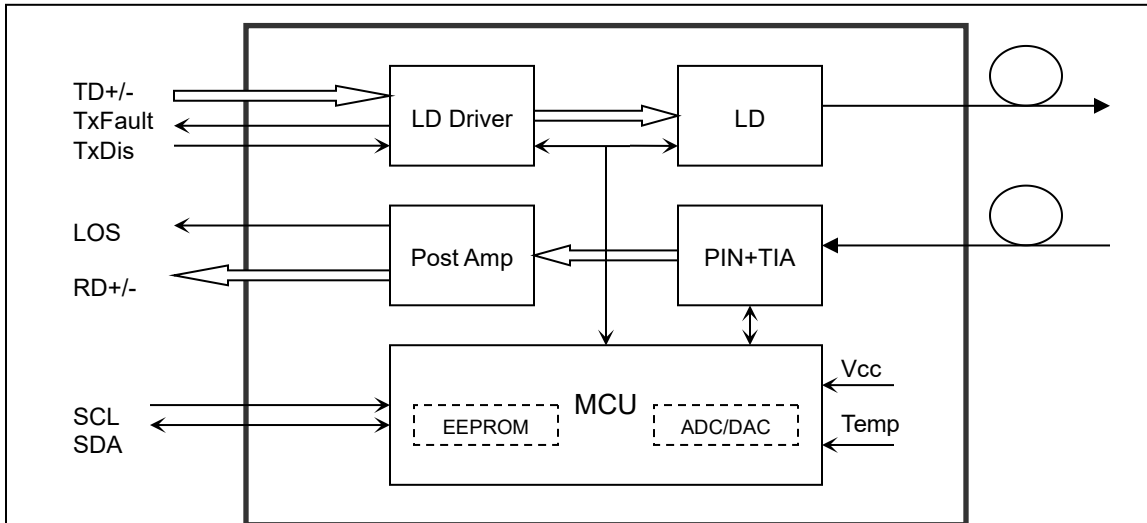 TD+/-
TxFault
TxDis
LD Driver
LD
LOS
RD+/-
Post Amp
PIN+TIA
SCL
SDA
MCU
EEPROM
ADC/DAC
Vcc
Temp